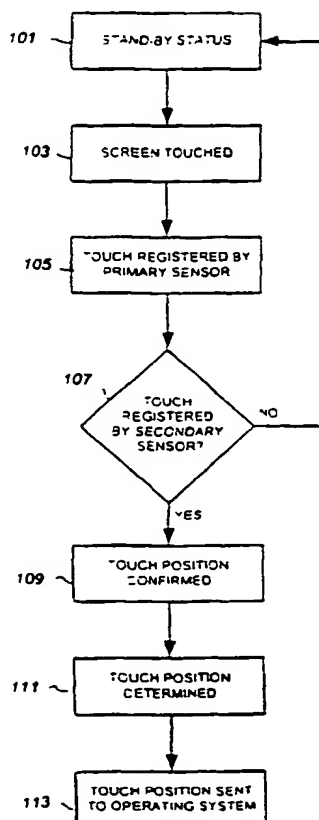 101
STAND-BY STATUS
103
SCREEN TOUCHED
105
TOUCH REGISTERED BY
PRIMARY SENSOR
107
TOUCH
REGISTERED
BY SECONDARY
SENSOR?
NO
YES
109
TOUCH POSITION
CONFIRMED
111
TOUCH POSITION
DETERMINED
113
TOUCH POSITION SENT
TO OPERATING SYSTEM